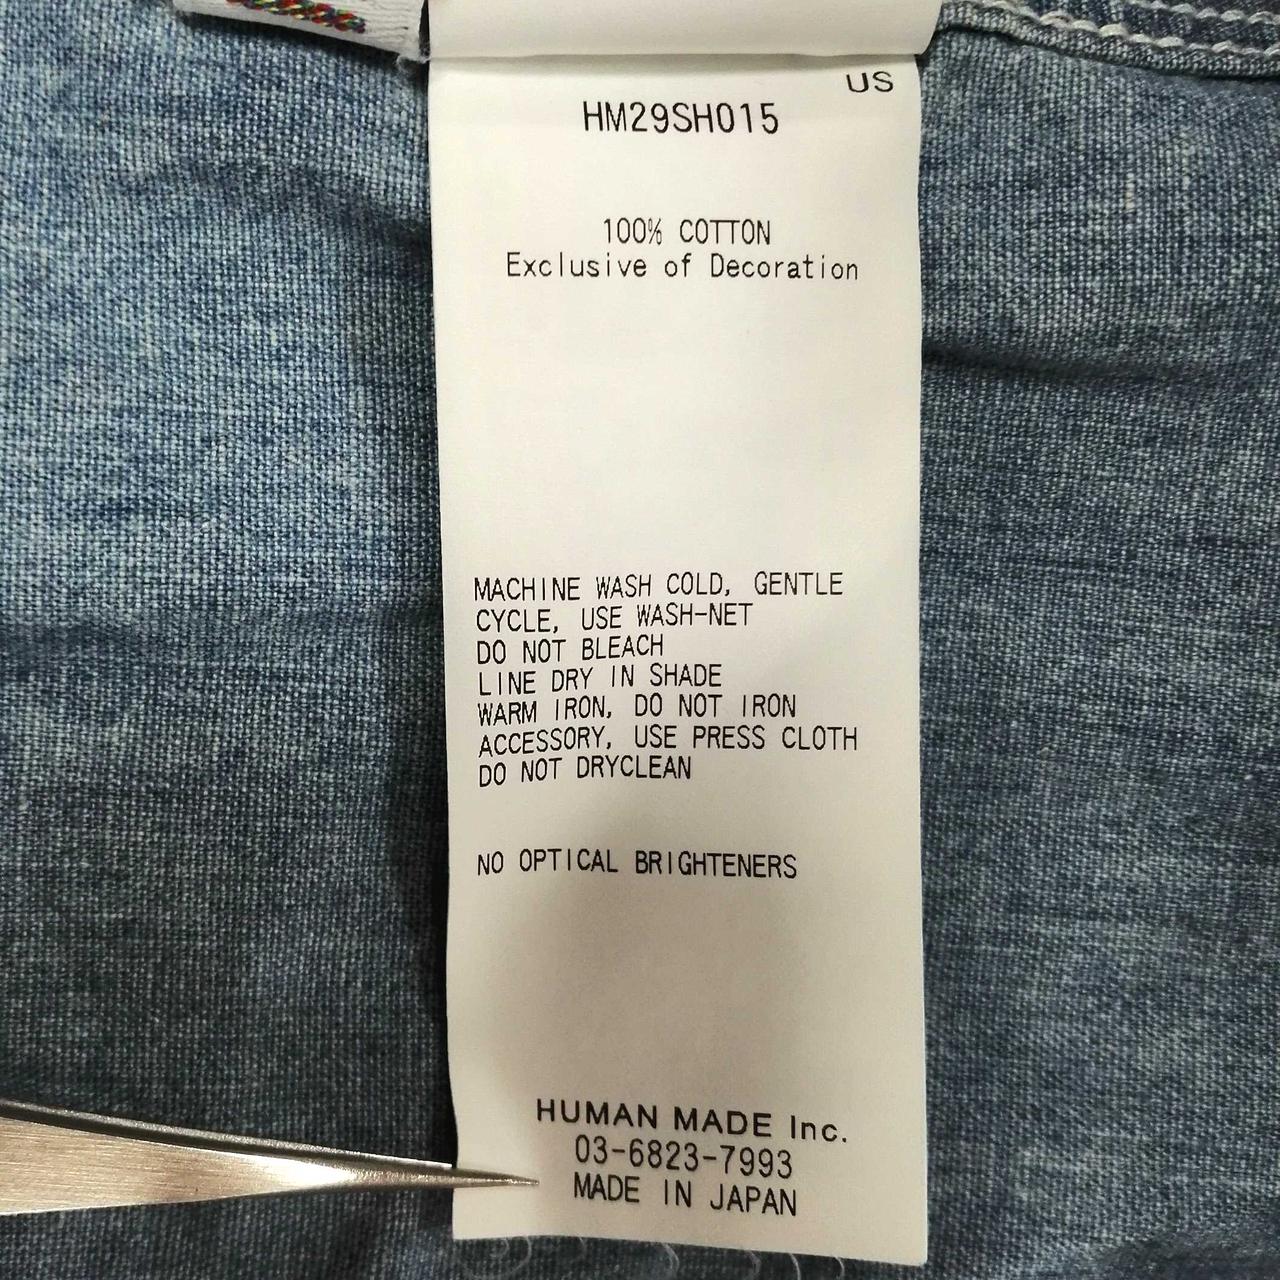 US
HM29SH015
100% COTTON
Exclusive of Decoration
MACHINE WASH COLD, GENTLE
CYCLE, USE WASH-NET
DO NOT BLEACH
LINE DRY IN SHADE
WARM IRON, DO NOT IRON
ACCESSORY, USE PRESS CLOTH
DO NOT DRYCLEAN
NO OPTICAL BRIGHTENERS
HUMAN MADE Inc.
03-6823-7993
MADE IN JAPAN